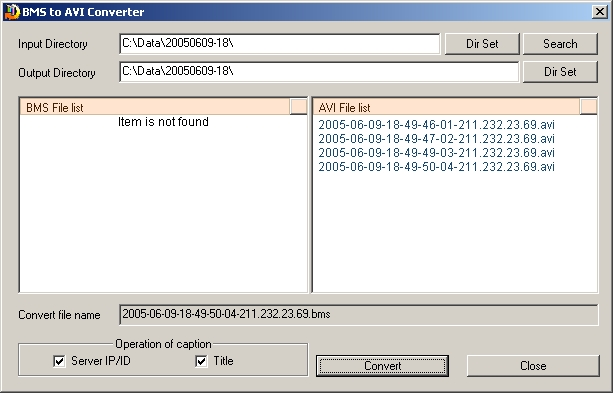 BMS to AVI Converter
Input Directory C:\Data\20050609-18\ Dir Set Search
Output Directory C:\Data\20050609-18\ Dir Set
BMS File list AVI File list
Item is not found
2005-06-09-18-49-46-01-211.232.23.69.avi
2005-06-09-18-49-47-02-211.232.23.69.avi
2005-06-09-18-49-49-03-211.232.23.69.avi
2005-06-09-18-49-50-04-211.232.23.69.avi
Convert file name 2005-06-09-18-49-50-04-211.232.23.69.bms
Operation of caption
Server IP/ID Title Convert Close